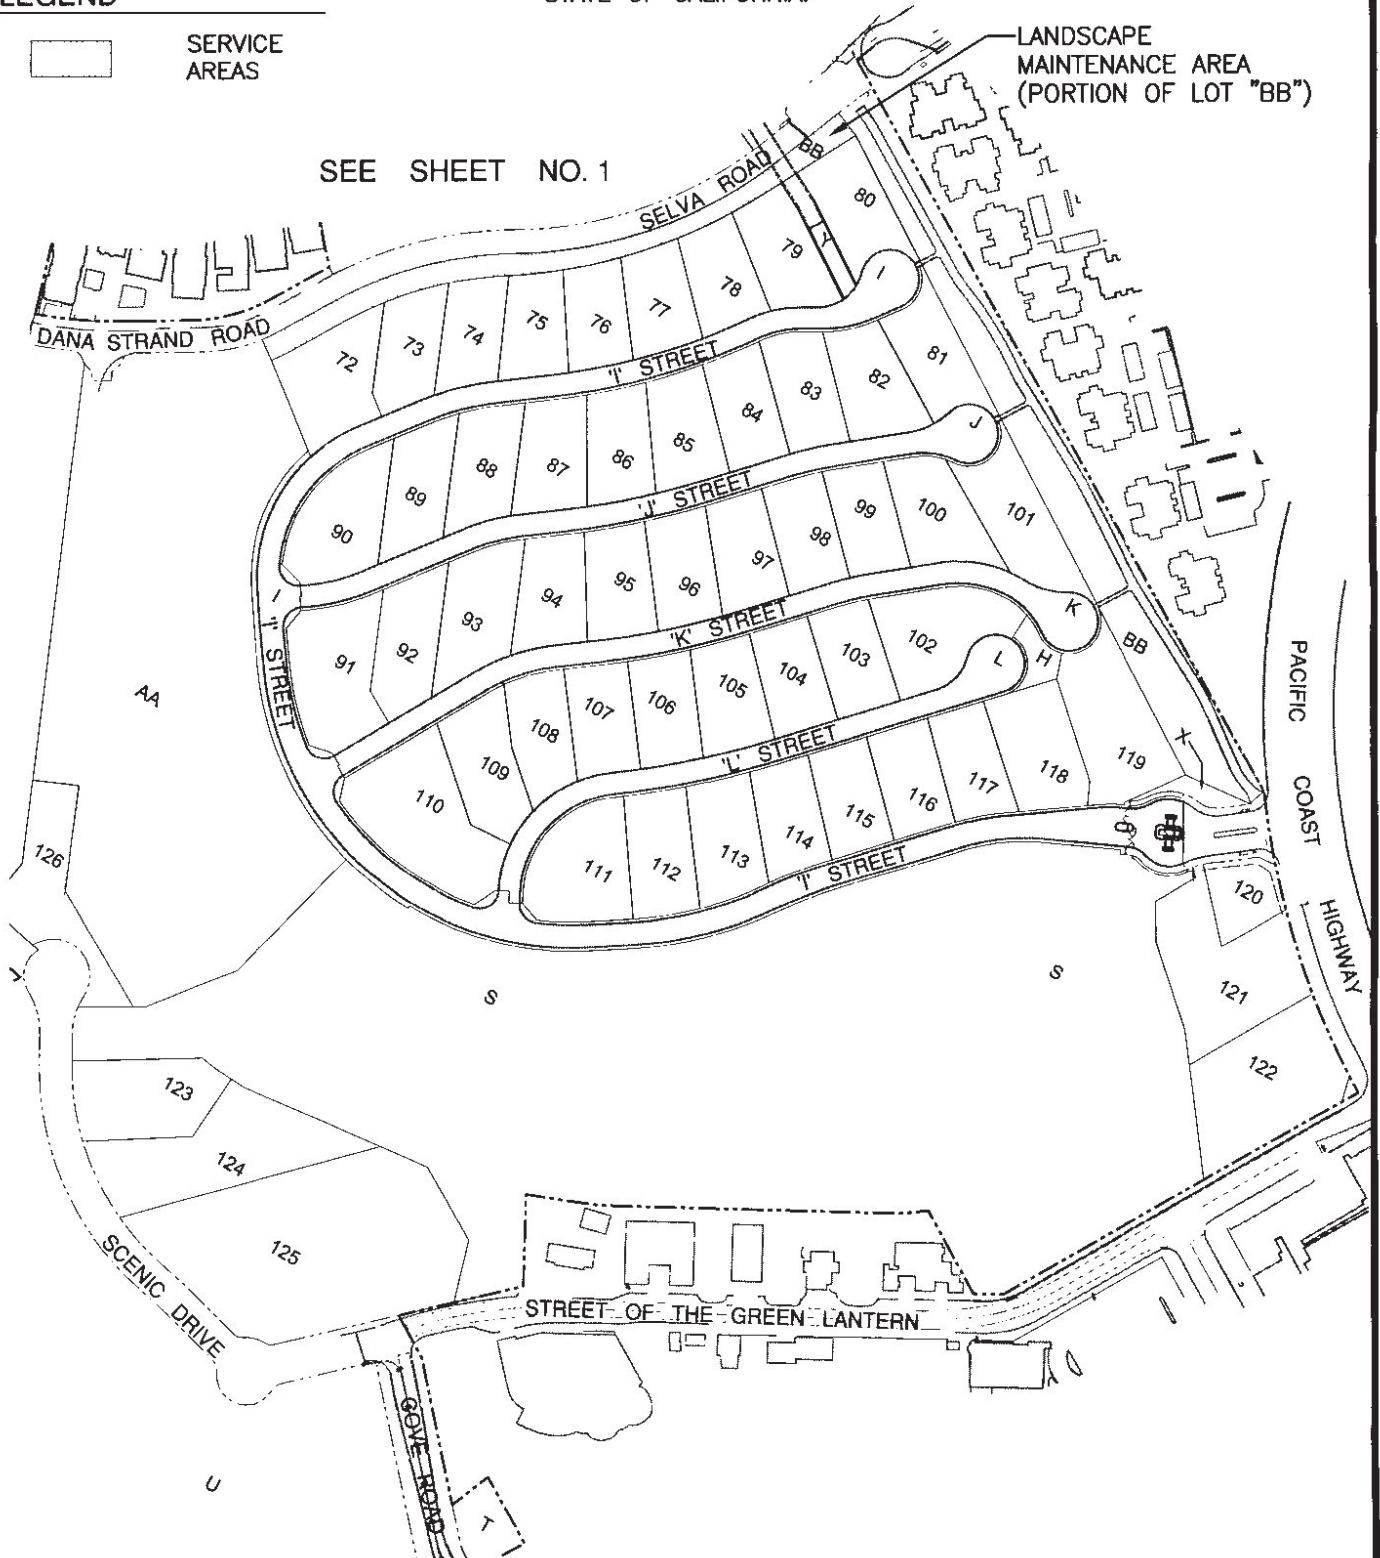 LEGEND
SERVICE
AREAS
LANDSCAPE
MAINTENANCE AREA
(PORTION OF LOT "BB")
SEE SHEET NO. 1
SELVA ROAD
BB
80
79
Y
I
78
77
76
75
74
73
72
DANA STRAND ROAD
'I' STREET
81
82
83
84
85
86
87
88
89
90
J
'J' STREET
101
100
99
98
97
96
95
94
93
92
91
I
'I' STREET
K
'K' STREET
BB
PACIFIC COAST HIGHWAY
AA
102
103
104
105
106
107
108
109
110
L
H
'L' STREET
X
119
118
117
116
115
114
113
112
111
'I' STREET
126
120
121
122
S
S
123
124
125
SCENIC DRIVE
STREET OF THE GREEN LANTERN
COVE ROAD
U
T